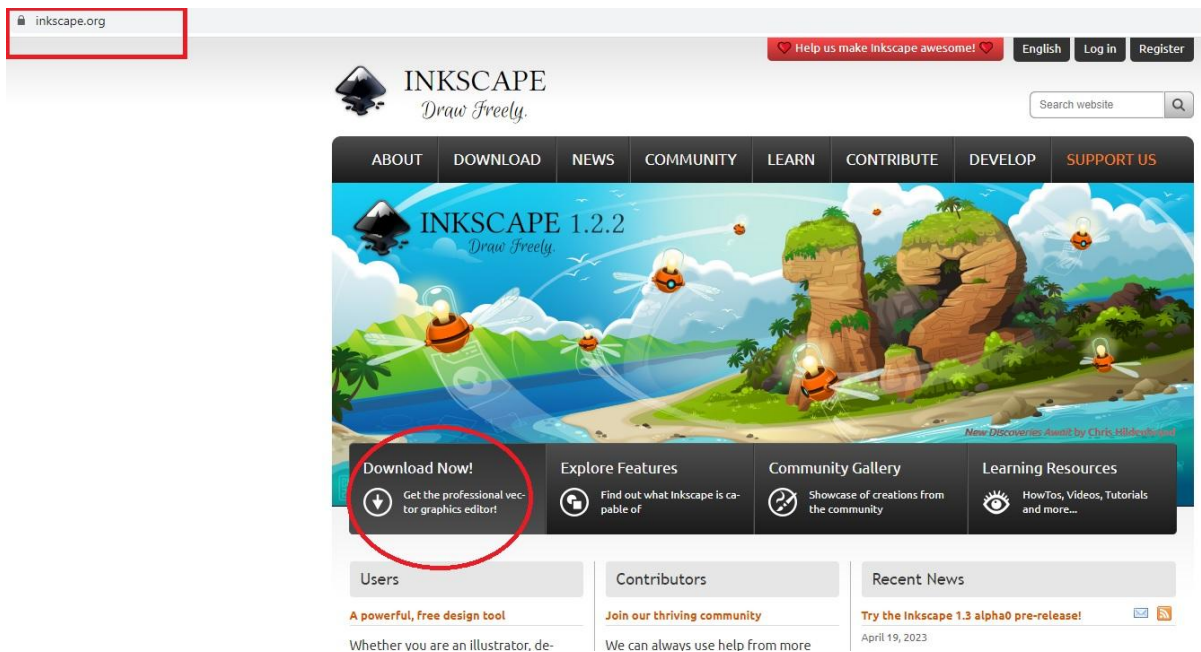 inkscape.org
Help us make Inkscape awesome!
English
Log in
Register
INKSCAPE
Draw Freely.
Search website
ABOUT
DOWNLOAD
NEWS
COMMUNITY
LEARN
CONTRIBUTE
DEVELOP
SUPPORT US
INKSCAPE 1.2.2
Draw Freely.
New Discoveries Await by Chris Hildenbrand
Download Now!
Get the professional vec-
tor graphics editor!
Explore Features
Find out what Inkscape is ca-
pable of
Community Gallery
Showcase of creations from
the community
Learning Resources
HowTos, Videos, Tutorials
and more...
Users
A powerful, free design tool
Whether you are an illustrator, de-
Contributors
Join our thriving community
We can always use help from more
Recent News
Try the Inkscape 1.3 alpha0 pre-release!
April 19, 2023